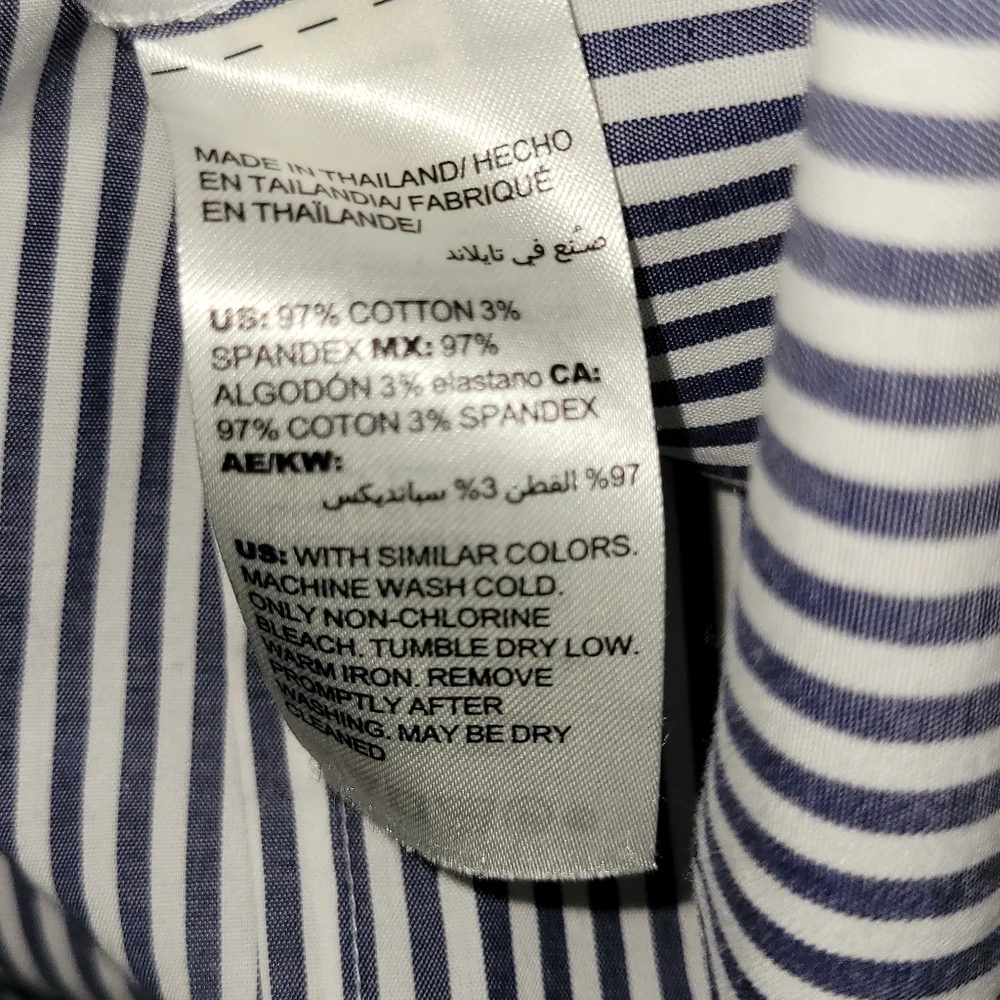 MADE IN THAILAND/ HECHO
EN TAILANDIA/ FABRIQUÉ
EN THAÏLANDE/
صنع في تايلاند
US: 97% COTTON 3%
SPANDEX MX: 97%
ALGODÓN 3% elastano CA:
97% COTON 3% SPANDEX
AE/KW:
97% القطن 3% سباندیکس
US: WITH SIMILAR COLORS.
MACHINE WASH COLD.
ONLY NON-CHLORINE
BLEACH. TUMBLE DRY LOW.
WARM IRON. REMOVE
PROMPTLY AFTER
WASHING. MAY BE DRY
CLEANED